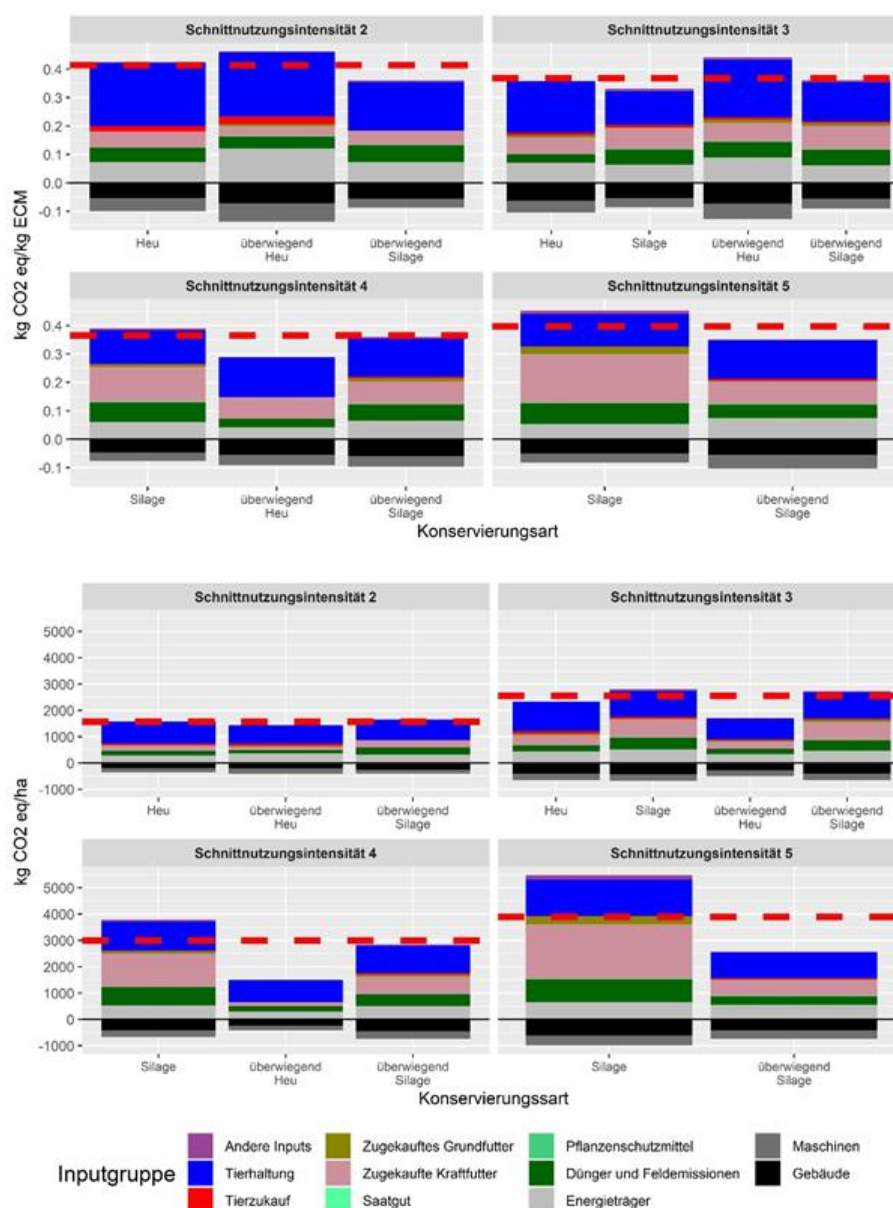 Schnittnutzungsintensität 2
Schnittnutzungsintensität 3
0.4
0.3
0.2
0.1
0.0
-0.1
Heu
überwiegend
Heu
überwiegend
Silage
Heu
Silage
überwiegend
Heu
überwiegend
Silage
kg CO2 eq/kg ECM
Schnittnutzungsintensität 4
Schnittnutzungsintensität 5
0.4
0.3
0.2
0.1
0.0
-0.1
Silage
überwiegend
Heu
überwiegend
Silage
Silage
überwiegend
Silage
Konservierungsart
Schnittnutzungsintensität 2
Schnittnutzungsintensität 3
5000
4000
3000
2000
1000
0
-1000
Heu
überwiegend
Heu
überwiegend
Silage
Heu
Silage
überwiegend
Heu
überwiegend
Silage
kg CO2 eq/ha
Schnittnutzungsintensität 4
Schnittnutzungsintensität 5
5000
4000
3000
2000
1000
0
-1000
Silage
überwiegend
Heu
überwiegend
Silage
Silage
überwiegend
Silage
Konservierungssart
Inputgruppe
Andere Inputs
Tierhaltung
Tierzukauf
Zugekauftes Grundfutter
Zugekaufte Kraftfutter
Saatgut
Pflanzenschutzmittel
Dünger und Feldemissionen
Energieträger
Maschinen
Gebäude